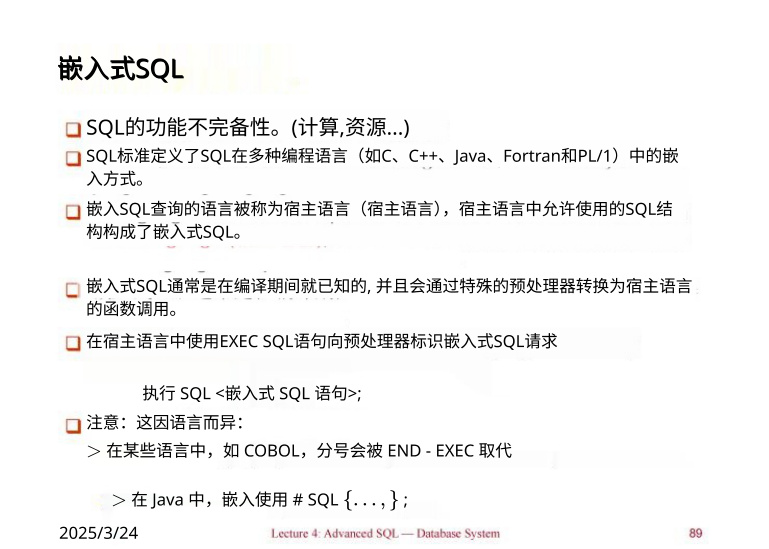 嵌入式SQL
SQL的功能不完备性。(计算,资源...)
SQL标准定义了SQL在多种编程语言（如C、C++、Java、Fortran和PL/1）中的嵌
入方式。
嵌入SQL查询的语言被称为宿主语言（宿主语言），宿主语言中允许使用的SQL结
构构成了嵌入式SQL。
嵌入式SQL通常是在编译期间就已知的, 并且会通过特殊的预处理器转换为宿主语言
的函数调用。
在宿主语言中使用EXEC SQL语句向预处理器标识嵌入式SQL请求
执行 SQL <嵌入式 SQL 语句>;
注意：这因语言而异：
> 在某些语言中，如 COBOL，分号会被 END - EXEC 取代
> 在 Java 中，嵌入使用 # SQL {...,} ;
2025/3/24 Lecture 4: Advanced SQL — Database System 89